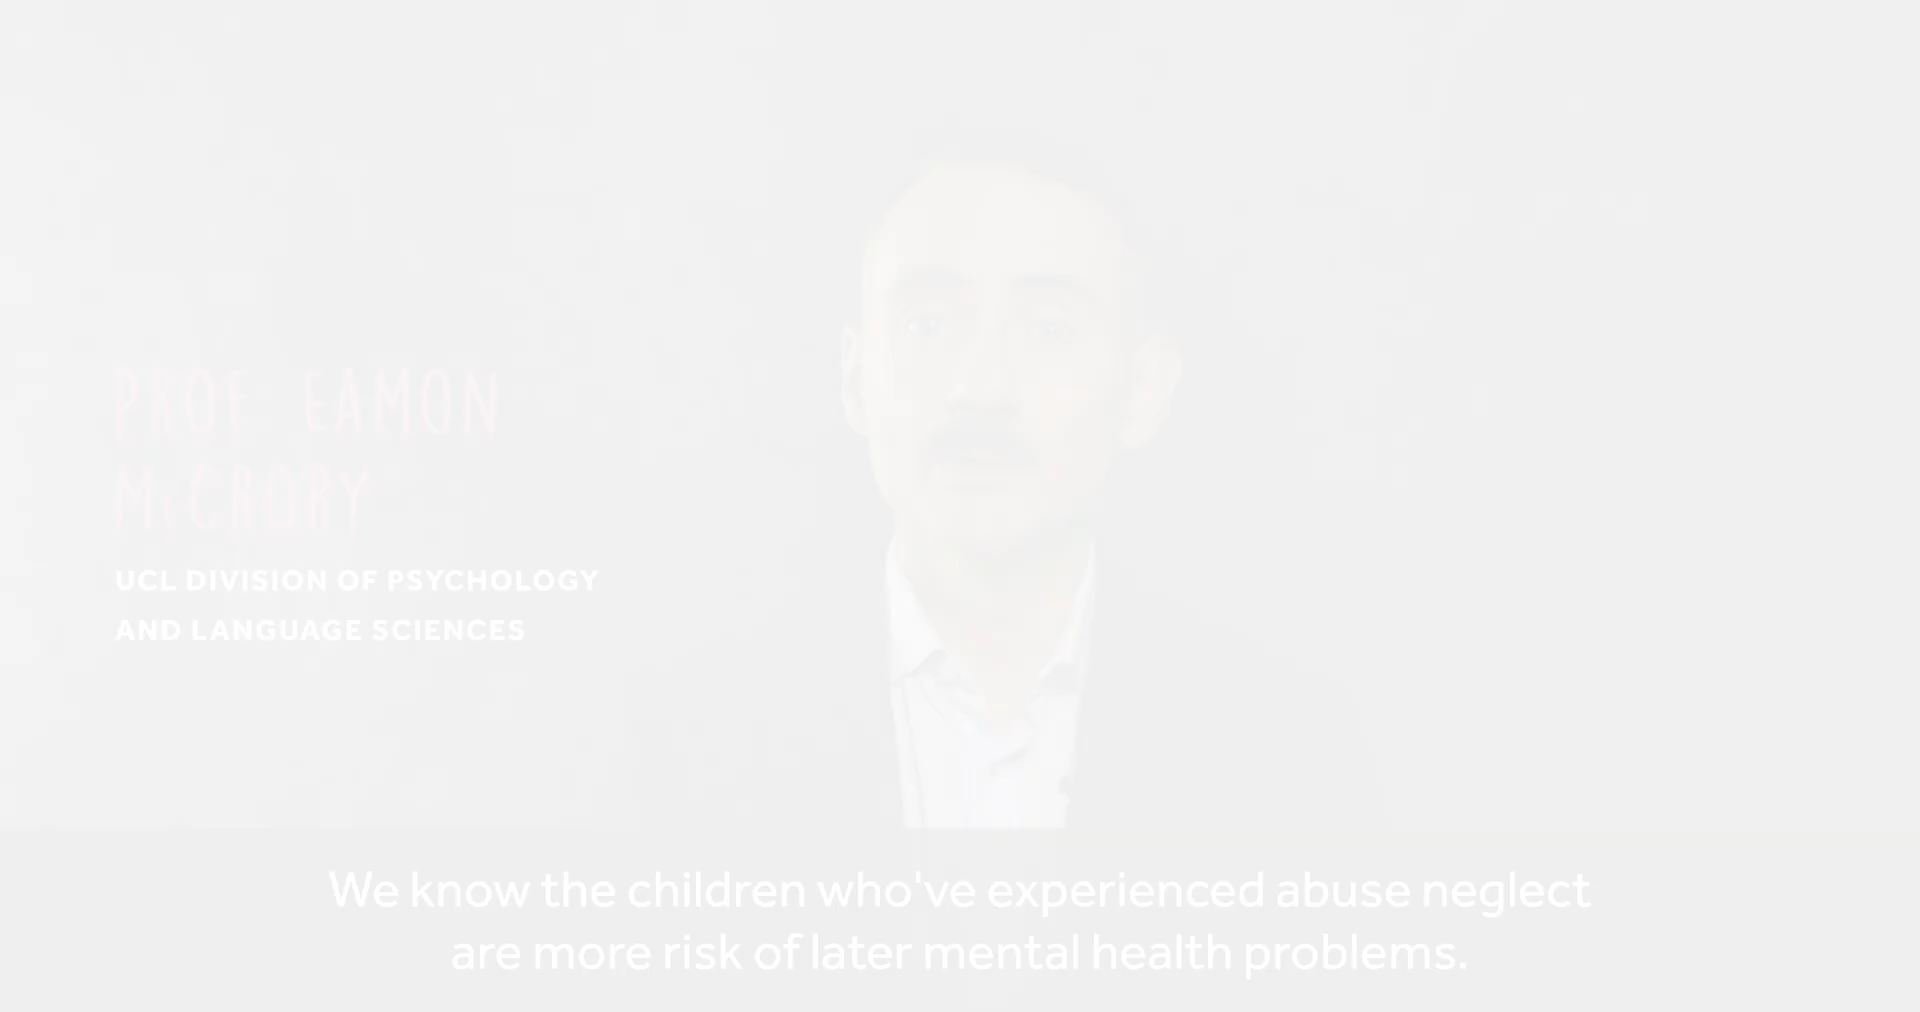 PROF EAMON
McCRORY
UCL DIVISION OF PSYCHOLOGY
AND LANGUAGE SCIENCES
We know the children who've experienced abuse neglect
are more risk of later mental health problems.